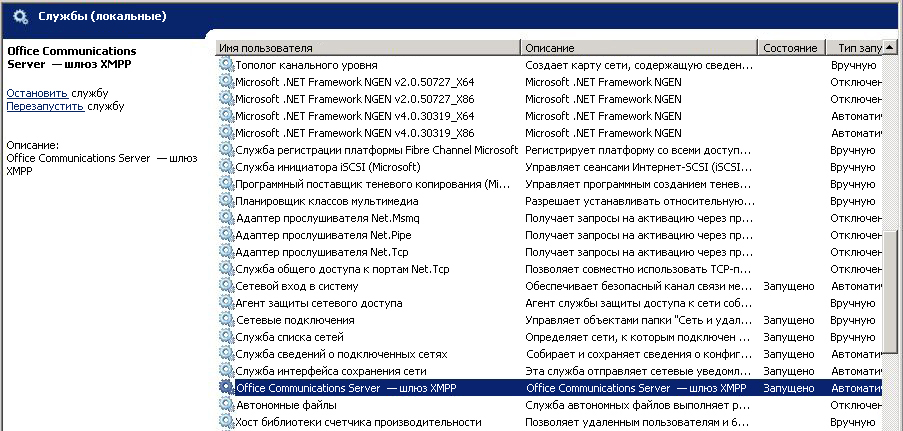 Службы (локальные)
Office Communications
Server — шлюз XMPP
Остановить службу
Перезапустить службу
Описание:
Office Communications Server — шлюз
XMPP
Имя пользователя Описание Состояние Тип запу
Тополог канального уровня Создает карту сети, содержащую сведен... Вручную
Microsoft .NET Framework NGEN v2.0.50727_X64 Microsoft .NET Framework NGEN Отключен
Microsoft .NET Framework NGEN v2.0.50727_X86 Microsoft .NET Framework NGEN Отключен
Microsoft .NET Framework NGEN v4.0.30319_X64 Microsoft .NET Framework NGEN Автомати
Microsoft .NET Framework NGEN v4.0.30319_X86 Microsoft .NET Framework NGEN Автомати
Служба регистрации платформы Fibre Channel Microsoft Регистрирует платформу со всеми доступ... Вручную
Служба инициатора iSCSI (Microsoft) Управляет сеансами Интернет-SCSI (iSCSI... Вручную
Программный поставщик теневого копирования (Mi... Управляет программным созданием тенев... Вручную
Планировщик классов мультимедиа Разрешает устанавливать относительную... Вручную
Адаптер прослушивателя Net.Msmq Получает запросы на активацию через пр... Отключен
Адаптер прослушивателя Net.Pipe Получает запросы на активацию через пр... Отключен
Адаптер прослушивателя Net.Tcp Получает запросы на активацию через пр... Отключен
Служба общего доступа к портам Net.Tcp Позволяет совместно использовать TCP-п... Отключен
Сетевой вход в систему Обеспечивает безопасный канал связи ме... Запущено Автомати
Агент защиты сетевого доступа Агент службы защиты доступа к сети соб... Вручную
Сетевые подключения Управляет объектами папки "Сеть и удал... Запущено Вручную
Служба списка сетей Определяет сети, к которым подключен ... Запущено Вручную
Служба сведений о подключенных сетях Собирает и сохраняет сведения о конфиг... Запущено Автомати
Служба интерфейса сохранения сети Эта служба отправляет сетевые уведомл... Запущено Автомати
Office Communications Server — шлюз XMPP Office Communications Server — шлюз XMPP Запущено Автомати
Автономные файлы Служба автономных файлов выполняет р... Отключен
Хост библиотеки счетчика производительности Позволяет удаленным пользователям и 6... Вручную